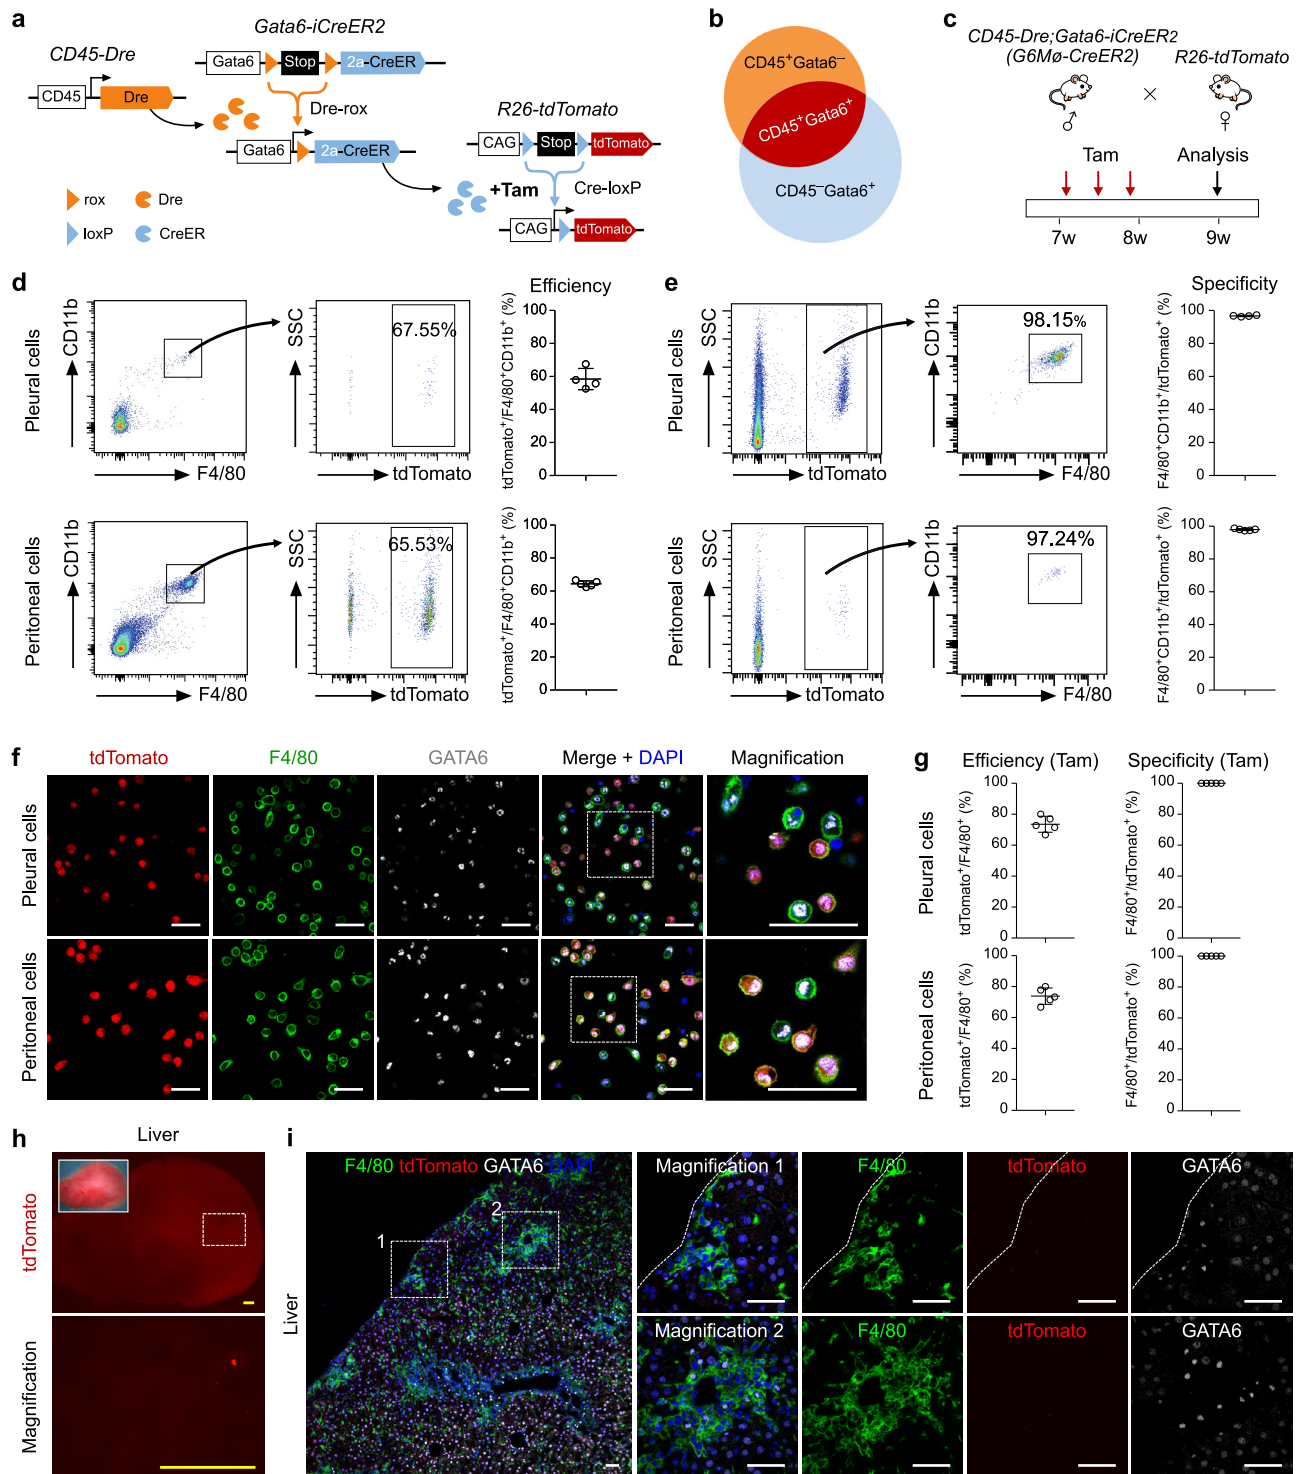 a
CD45-Dre
Gata6-iCreER2
CD45
Dre
Gata6
Stop
2a-CreER
Dre-rox
Gata6
2a-CreER
R26-tdTomato
CAG
Stop
tdTomato
+Tam
Cre-loxP
CAG
tdTomato
rox
Dre
loxP
CreER
b
CD45⁺Gata6⁻
CD45⁺Gata6⁺
CD45⁻Gata6⁺
c
CD45-Dre;Gata6-iCreER2
(G6Mø-CreER2)
R26-tdTomato
♂
×
♀
Tam
Analysis
7w
8w
9w
d
Pleural cells
CD11b
F4/80
SSC
67.55%
tdTomato
Efficiency
tdTomato⁺/F4/80⁺CD11b⁺ (%)
100
80
60
40
20
0
Peritoneal cells
CD11b
F4/80
SSC
65.53%
tdTomato
tdTomato⁺/F4/80⁺CD11b⁺ (%)
100
80
60
40
20
0
e
Pleural cells
SSC
tdTomato
CD11b
98.15%
F4/80
Specificity
F4/80⁺CD11b⁺/tdTomato⁺ (%)
100
80
60
40
20
0
Peritoneal cells
SSC
tdTomato
CD11b
97.24%
F4/80
F4/80⁺CD11b⁺/tdTomato⁺ (%)
100
80
60
40
20
0
f
tdTomato
F4/80
GATA6
Merge + DAPI
Magnification
Pleural cells
Peritoneal cells
g
Efficiency (Tam)
Specificity (Tam)
Pleural cells
tdTomato⁺/F4/80⁺ (%)
100
80
60
40
20
0
F4/80⁺/tdTomato⁺ (%)
100
80
60
40
20
0
Peritoneal cells
tdTomato⁺/F4/80⁺ (%)
100
80
60
40
20
0
F4/80⁺/tdTomato⁺ (%)
100
80
60
40
20
0
h
Liver
tdTomato
Magnification
i
Liver
F4/80 tdTomato GATA6 DAPI
1
2
Magnification 1
F4/80
tdTomato
GATA6
Magnification 2
F4/80
tdTomato
GATA6